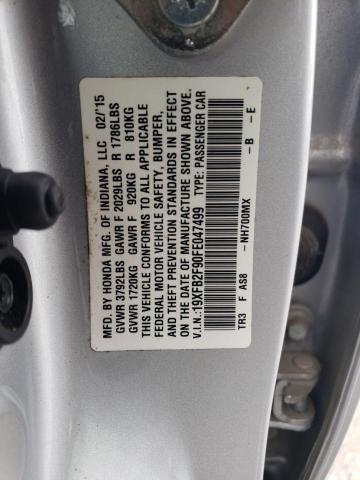 MFD. BY HONDA MFG. OF INDIANA, LLC 02/'15
GVWR 3792LBS GAWR F 2029LBS R 1786LBS
GVWR 1720KG GAWR F 920KG R 810KG
THIS VEHICLE CONFORMS TO ALL APPLICABLE
FEDERAL MOTOR VEHICLE SAFETY, BUMPER,
AND THEFT PREVENTION STANDARDS IN EFFECT
ON THE DATE OF MANUFACTURE SHOWN ABOVE.
V.I.N.:19XFB2F90FE047499 TYPE: PASSENGER CAR
TR3 F AS8 -NH700MX -B -E